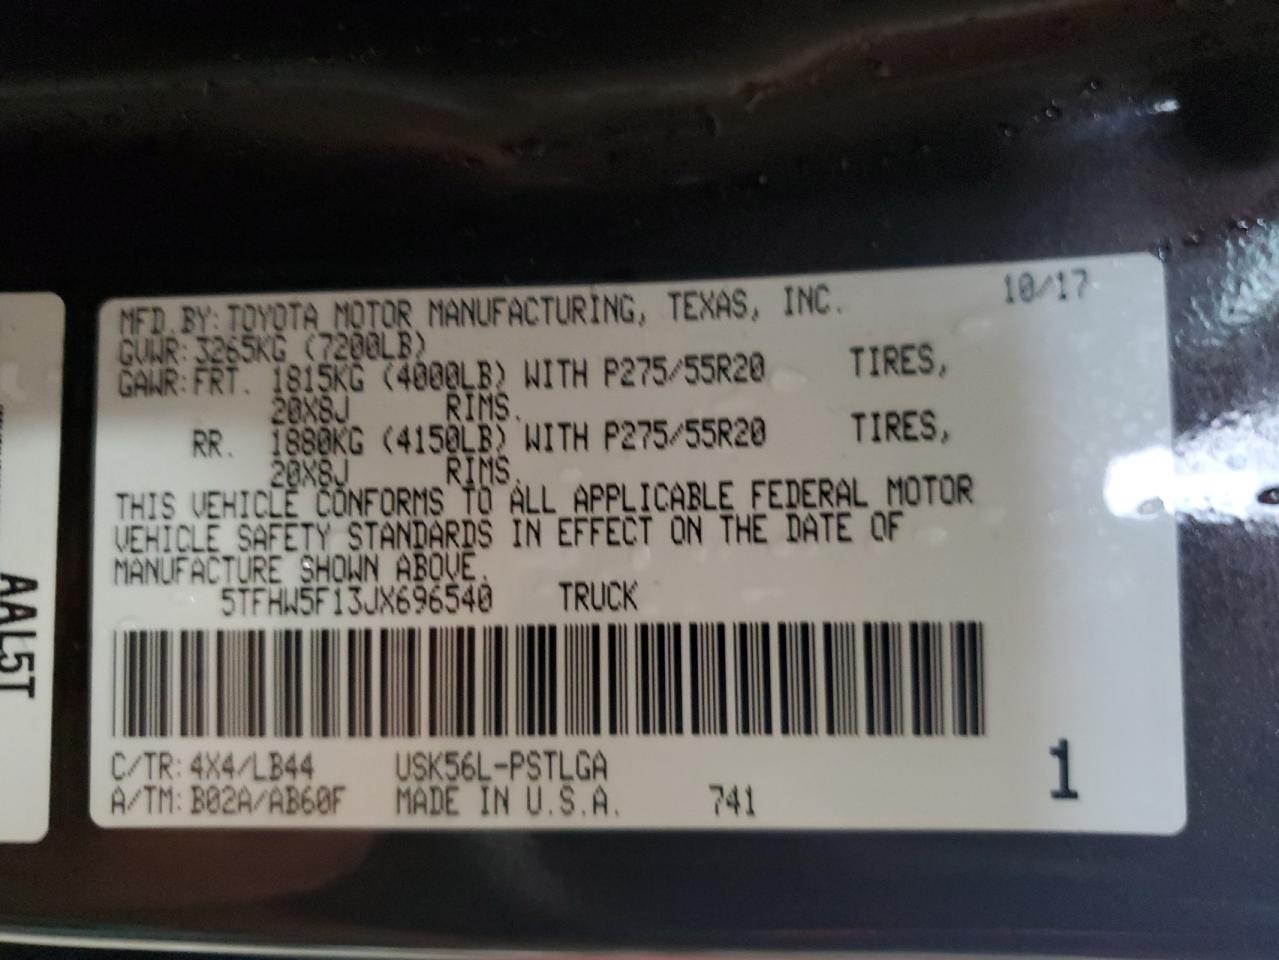 MFD. BY: TOYOTA MOTOR MANUFACTURING, TEXAS, INC. 10/17
GVWR: 3265KG (7200LB)
GAWR: FRT. 1815KG (4000LB) WITH P275/55R20 TIRES,
20X8J RIMS.
RR. 1880KG (4150LB) WITH P275/55R20 TIRES,
20X8J RIMS.
THIS VEHICLE CONFORMS TO ALL APPLICABLE FEDERAL MOTOR
VEHICLE SAFETY STANDARDS IN EFFECT ON THE DATE OF
MANUFACTURE SHOWN ABOVE.
5TFHW5F13JX696540 TRUCK
C/TR: 4X4/LB44 USK56L-PSTLGA
A/TM: B02A/AB60F MADE IN U.S.A. 741
1
AAL5T